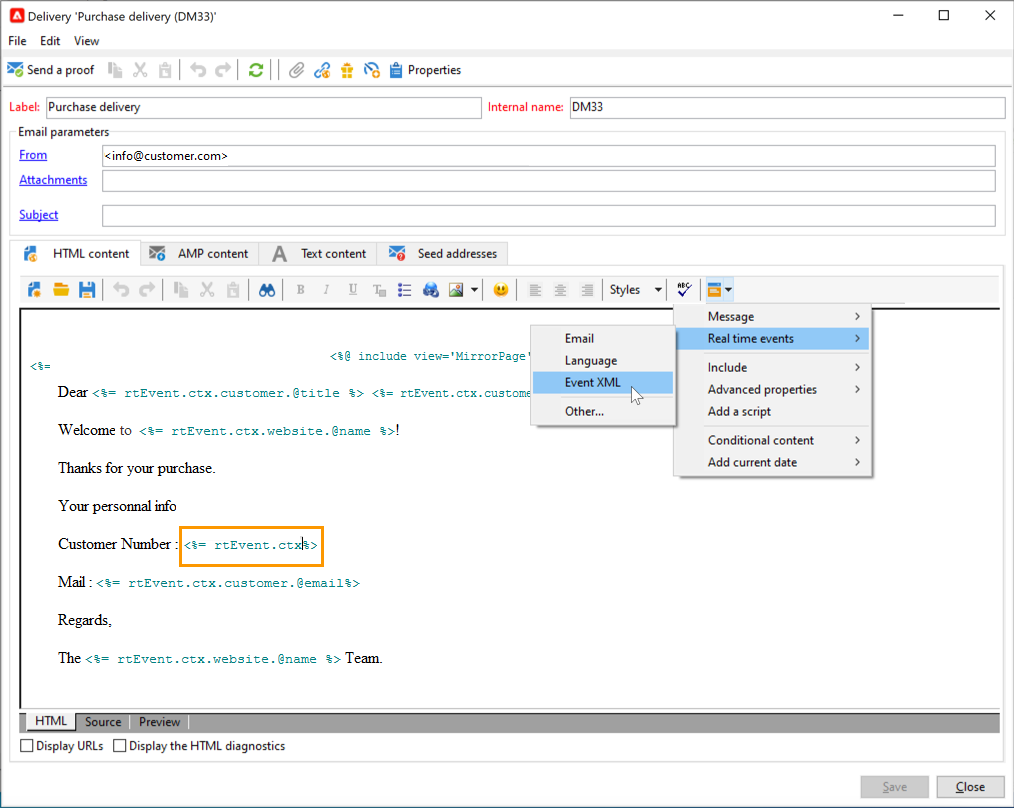 Delivery 'Purchase delivery (DM33)'
File Edit View
Send a proof Properties
Label: Purchase delivery Internal name: DM33
Email parameters
From <info@customer.com>
Attachments
Subject
HTML content AMP content Text content Seed addresses
B I U Styles ABC
Message
Real time events
Include
Advanced properties
Add a script
Conditional content
Add current date
Email
Language
Event XML
Other...
<%@ include view='MirrorPage'
<%=
Dear <%= rtEvent.ctx.customer.@title %> <%= rtEvent.ctx.custome
Welcome to <%= rtEvent.ctx.website.@name %>!
Thanks for your purchase.
Your personnal info
Customer Number : <%= rtEvent.ctx%>
Mail : <%= rtEvent.ctx.customer.@email%>
Regards,
The <%= rtEvent.ctx.website.@name %> Team.
HTML Source Preview
Display URLs Display the HTML diagnostics
Save Close